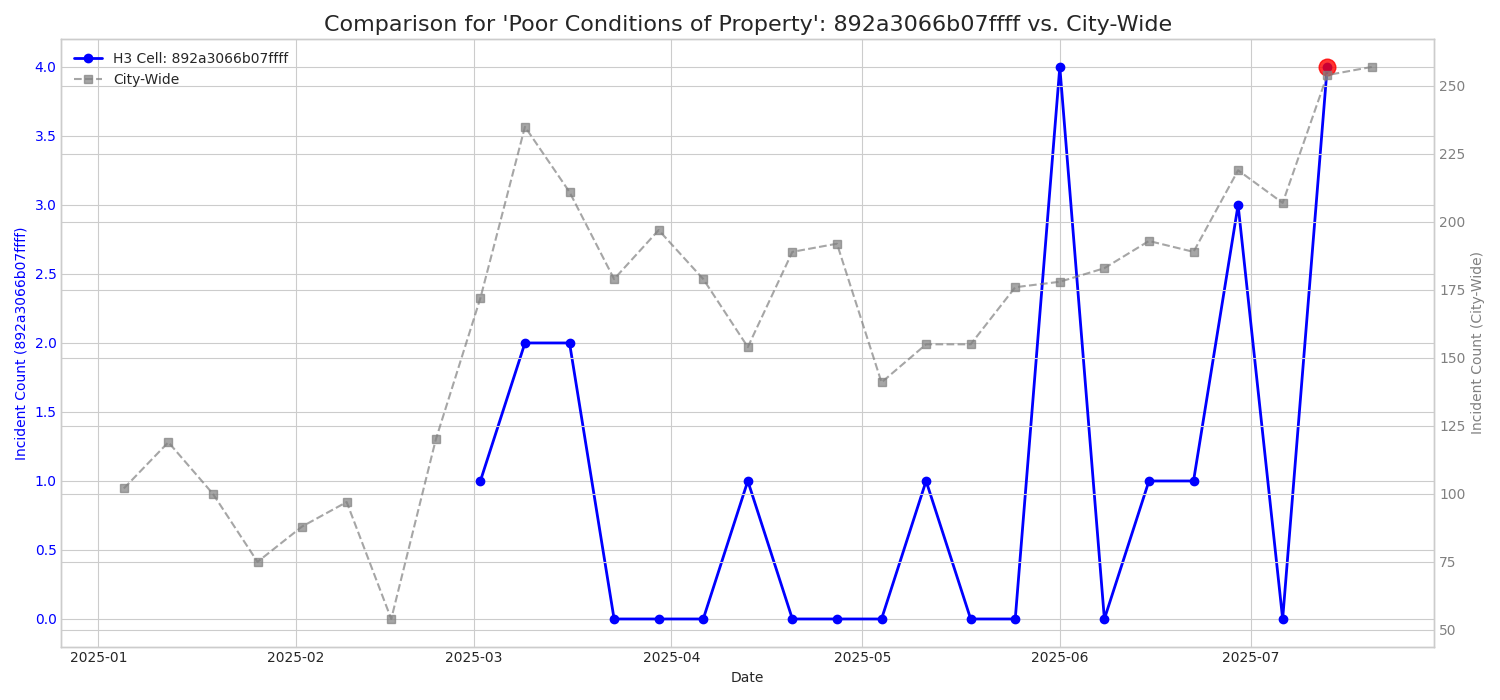 Comparison for 'Poor Conditions of Property': 892a3066b07ffff vs. City-Wide
H3 Cell: 892a3066b07ffff
City-Wide
Incident Count (892a3066b07ffff)
4.0
3.5
3.0
2.5
2.0
1.5
1.0
0.5
0.0
250
225
200
175
150
125
100
75
50
Incident Count (City-Wide)
2025-01 2025-02 2025-03 2025-04 2025-05 2025-06 2025-07
Date